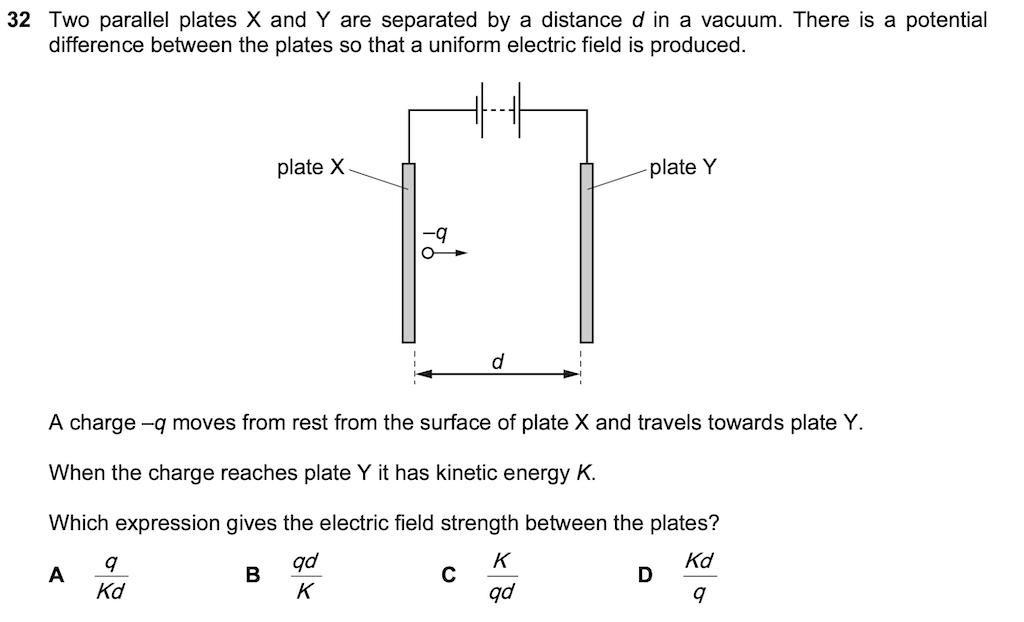 32 Two parallel plates X and Y are separated by a distance d in a vacuum. There is a potential
difference between the plates so that a uniform electric field is produced.
plate X
plate Y
–q
d
A charge –q moves from rest from the surface of plate X and travels towards plate Y.
When the charge reaches plate Y it has kinetic energy K.
Which expression gives the electric field strength between the plates?
A q/Kd B qd/K C K/qd D Kd/q